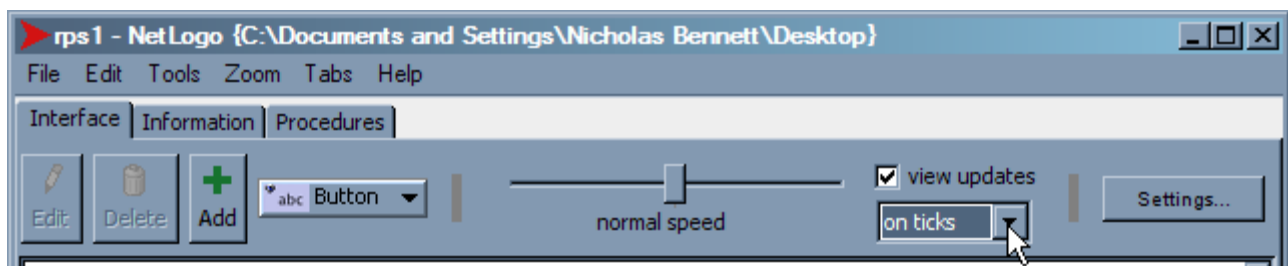 rps1 - NetLogo {C:\Documents and Settings\Nicholas Bennett\Desktop}
File Edit Tools Zoom Tabs Help
Interface Information Procedures
Edit Delete Add abc Button normal speed view updates on ticks Settings...